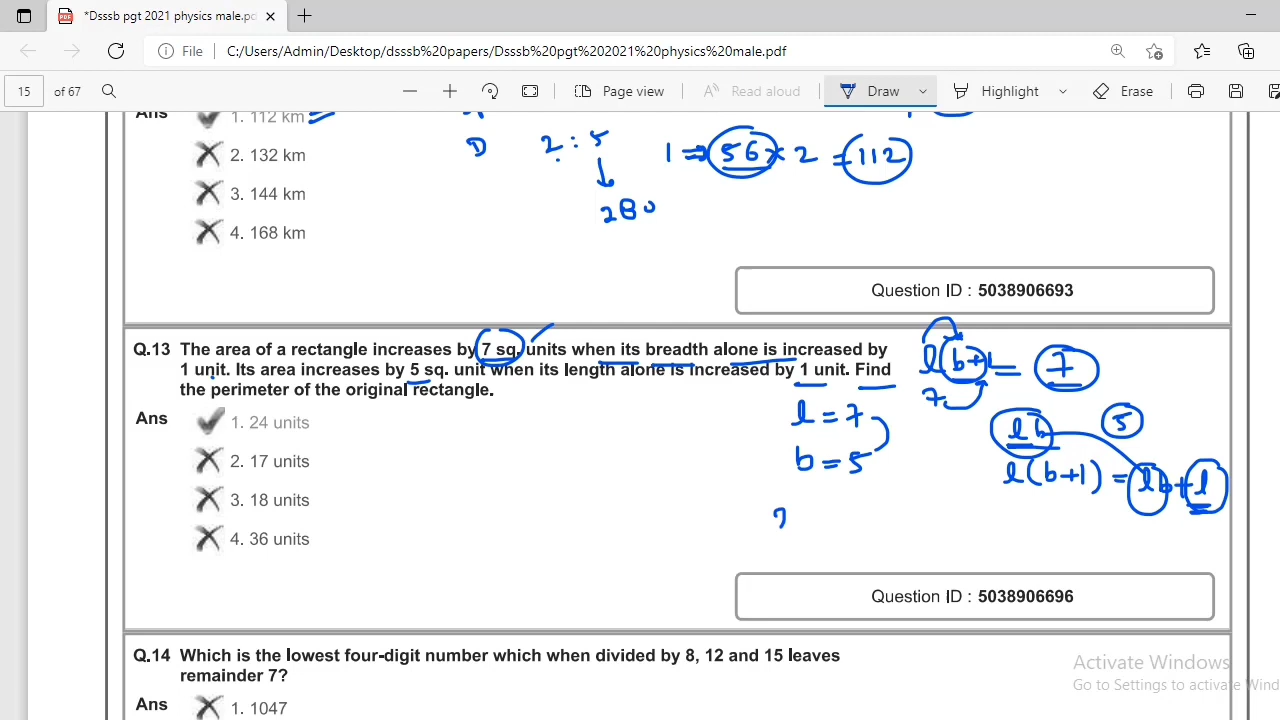 *Dsssb pgt 2021 physics male.pd
File
C:/Users/Admin/Desktop/dsssb%20papers/Dsssb%20pgt%202021%20physics%20male.pdf
15 of 67
Page view
Read aloud
Draw
Highlight
Erase
Ans
1. 112 km
2. 132 km
3. 144 km
4. 168 km
D 2 : 5
280
1 ⇒ 56 × 2 = 112
Question ID : 5038906693
Q.13 The area of a rectangle increases by 7 sq. units when its breadth alone is increased by
1 unit. Its area increases by 5 sq. unit when its length alone is increased by 1 unit. Find
the perimeter of the original rectangle.
Ans
1. 24 units
2. 17 units
3. 18 units
4. 36 units
l(b+1 = 7
7
l = 7
b = 5
lb
5
l(b+1) = lb+l
Question ID : 5038906696
Q.14 Which is the lowest four-digit number which when divided by 8, 12 and 15 leaves
remainder 7?
Ans
1. 1047
Activate Windows
Go to Settings to activate Wind